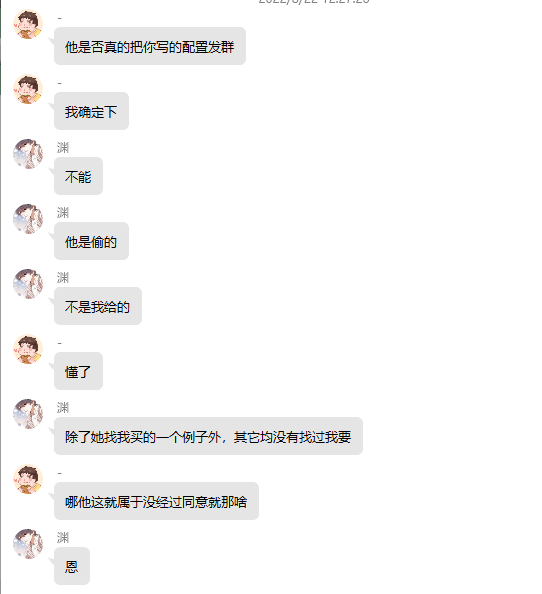 -
他是否真的把你写的配置发群
-
我确定下
渊
不能
渊
他是偷的
渊
不是我给的
-
懂了
渊
除了她找我买的一个例子外，其它均没有找过我要
-
哪他这就属于没经过同意就那啥
渊
恩